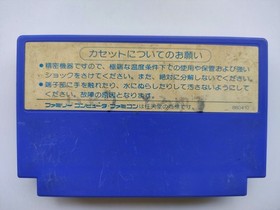 カセットについてのお願い
●精密機器ですので、極端な温度条件下での使用や保管および強い
ショックをさけてください。また、絶対に分解しないでください。
●端子部に手を触れたり、水にぬらしたりして汚さないようにして
ください。故障の原因となります。
ファミリーコンピュータ・ファミコンは任天堂の商標です。